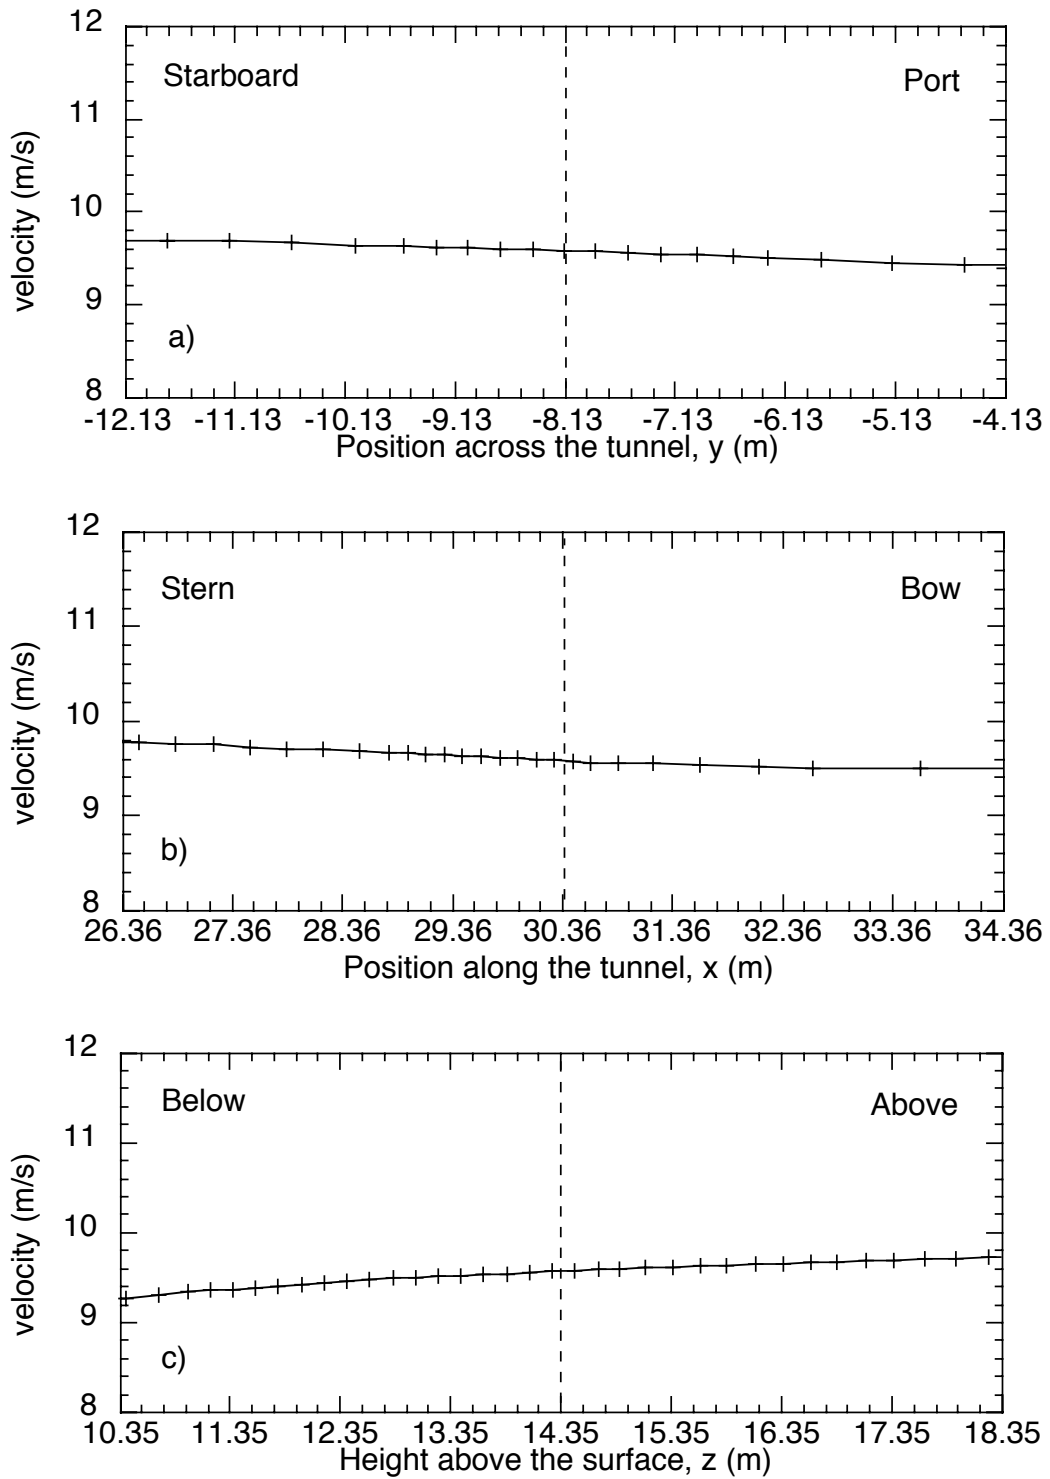 12
11
10
9
8
velocity (m/s)
Starboard
Port
a)
-12.13 -11.13 -10.13 -9.13 -8.13 -7.13 -6.13 -5.13 -4.13
Position across the tunnel, y (m)
12
11
10
9
8
velocity (m/s)
Stern
Bow
b)
26.36 27.36 28.36 29.36 30.36 31.36 32.36 33.36 34.36
Position along the tunnel, x (m)
12
11
10
9
8
velocity (m/s)
Below
Above
c)
10.35 11.35 12.35 13.35 14.35 15.35 16.35 17.35 18.35
Height above the surface, z (m)